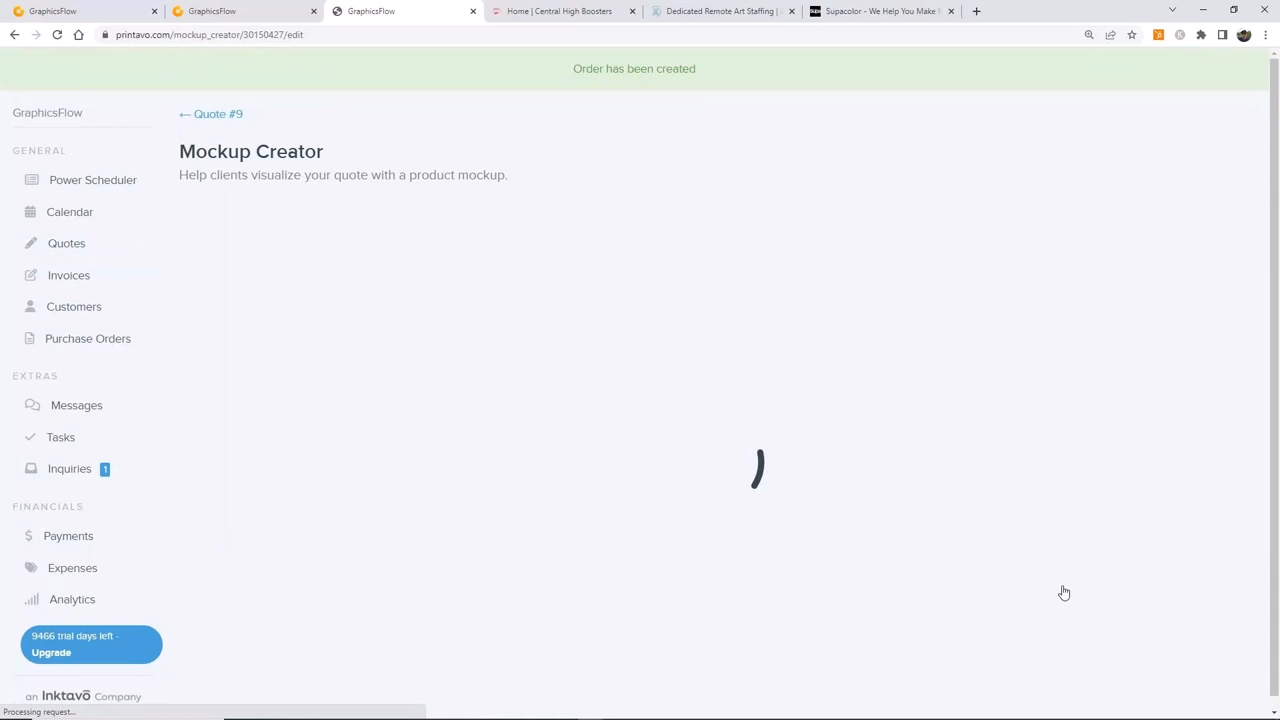 GraphicsFlow
GraphicsFlow
GraphicsFlow
Home | Central High Boosters
Dedicated Remote Art Staffing |
Supacolor - We Help You Make
printavo.com/mockup_creator/30150427/edit
Order has been created
GraphicsFlow
← Quote #9
Mockup Creator
Help clients visualize your quote with a product mockup.
GENERAL
Power Scheduler
Calendar
Quotes
Invoices
Customers
Purchase Orders
EXTRAS
Messages
Tasks
Inquiries 1
FINANCIALS
Payments
Expenses
Analytics
9466 trial days left -
Upgrade
an Inktavo Company
Processing request...